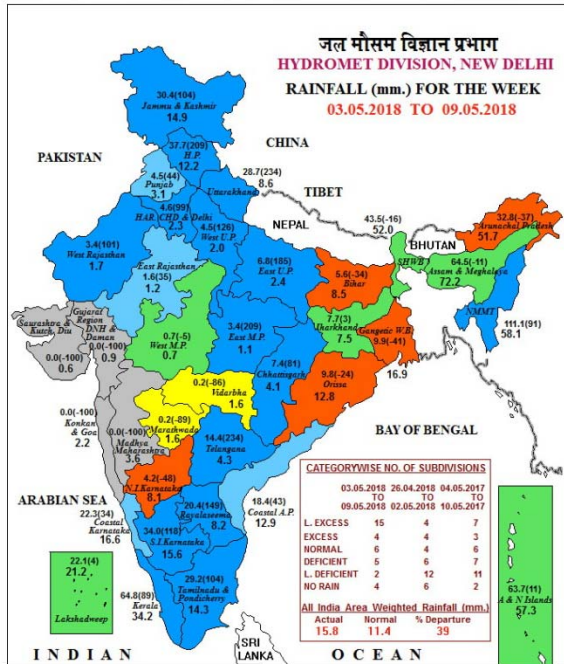 जल मौसम विज्ञान प्रभाग
HYDROMET DIVISION, NEW DELHI
RAINFALL (mm.) FOR THE WEEK
03.05.2018 TO 09.05.2018
30.4(104)
Jammu & Kashmir
14.9
CHINA
37.7(209)
H.P.
12.2
PAKISTAN
4.5(44)
Punjab
3.1
28.7(234)
8.6
Uttarakhand
TIBET
4.6(99)
HAR. CHD & Delhi
2.3
4.5(126)
West U.P.
2.0
NEPAL
43.5(-16)
52.0
BHUTAN
32.8(-37)
Arunachal Pradesh
51.7
3.4(101)
West Rajasthan
1.7
East Rajasthan
1.6(35)
1.2
6.8(185)
East U.P.
2.4
5.6(-34)
Bihar
8.5
SHWB
64.5(-11)
Assam & Meghalaya
72.2
NMMT
111.1(91)
58.1
Saurashtra &
Kutch, Diu
0.0(-100)
0.6
Gujarat
Region
DNH &
Daman
0.0(-100)
0.9
0.7(-5)
West M.P.
0.7
3.4(209)
East M.P.
1.1
7.7(3)
Jharkhand
7.5
Gangetic W.B.
9.9(-41)
16.9
7.4(81)
Chhattisgarh
4.1
9.8(-24)
Orissa
12.8
0.2(-86)
Vidarbha
1.6
0.0(-100)
Konkan
& Goa
2.2
0.0(-100)
Madhya
Maharashtra
3.6
0.2(-89)
Marathwada
1.6
14.4(234)
Telangana
4.3
BAY OF BENGAL
4.2(-48)
N.I.Karnataka
8.1
ARABIAN SEA
22.3(34)
Coastal
Karnataka
16.6
20.4(149)
Rayalaseema
8.2
18.4(43)
Coastal A.P.
12.9
34.0(118)
S.I.Karnataka
15.6
22.1(4)
21.2
Lakshadweep
64.8(89)
Kerala
34.2
29.2(104)
Tamilnadu &
Pondicherry
14.3
63.7(11)
A & N Islands
57.3
CATEGORYWISE NO. OF SUBDIVISIONS
03.05.2018 26.04.2018 04.05.2017
TO TO TO
09.05.2018 02.05.2018 10.05.2017
L. EXCESS 15 4 7
EXCESS 4 4 3
NORMAL 6 4 6
DEFICIENT 5 6 7
L. DEFICIENT 2 12 11
NO RAIN 4 6 2
All India Area Weighted Rainfall (mm.)
Actual Normal % Departure
15.8 11.4 39
SRI
LANKA
INDIAN OCEAN